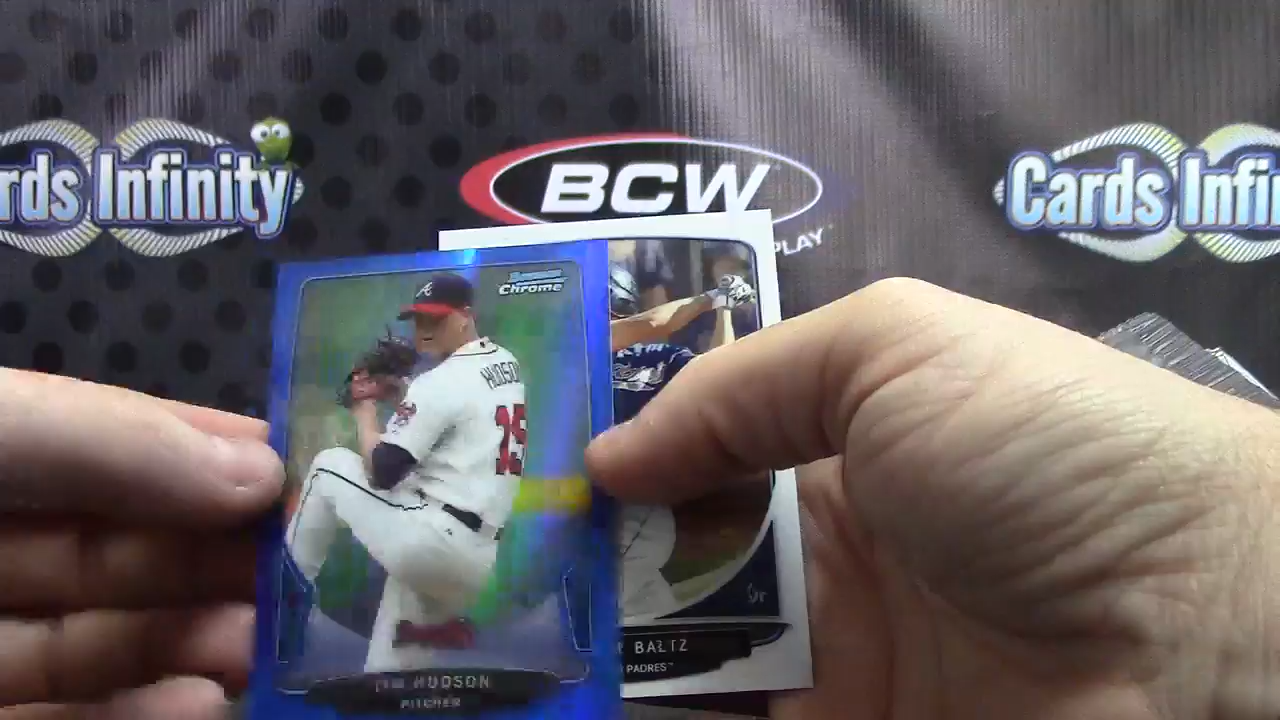 rds Infinity
BCW
PLAY
Cards Infin
Bowman
Chrome
HUDSON
15
TIM HUDSON
PITCHER
BALTZ
PADRES